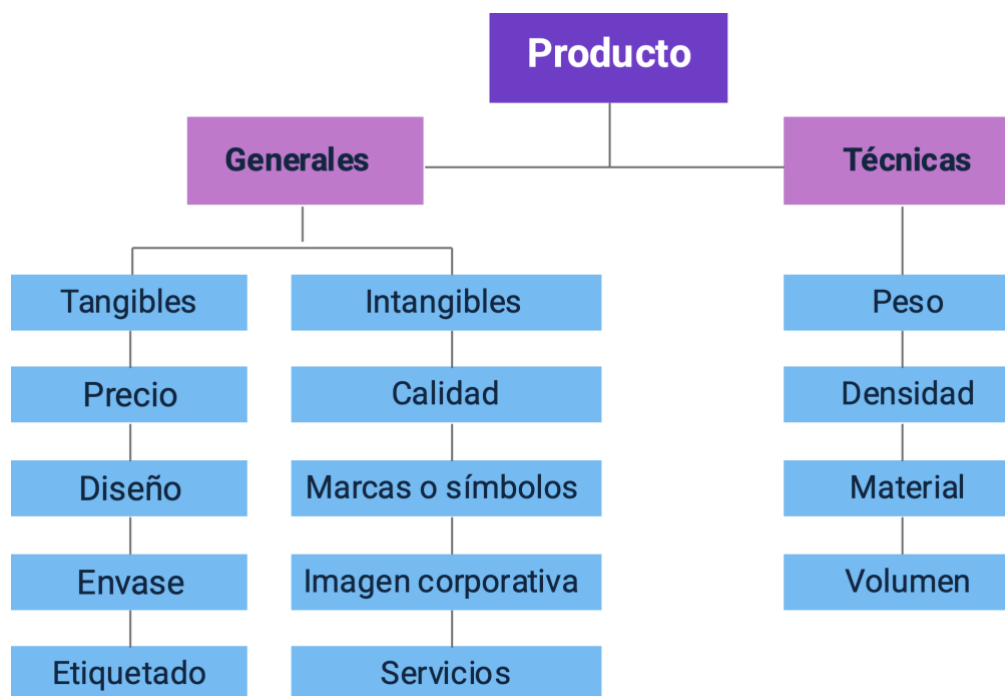 Producto
Generales
Técnicas
Tangibles
Intangibles
Peso
Precio
Calidad
Densidad
Diseño
Marcas o símbolos
Material
Envase
Imagen corporativa
Volumen
Etiquetado
Servicios